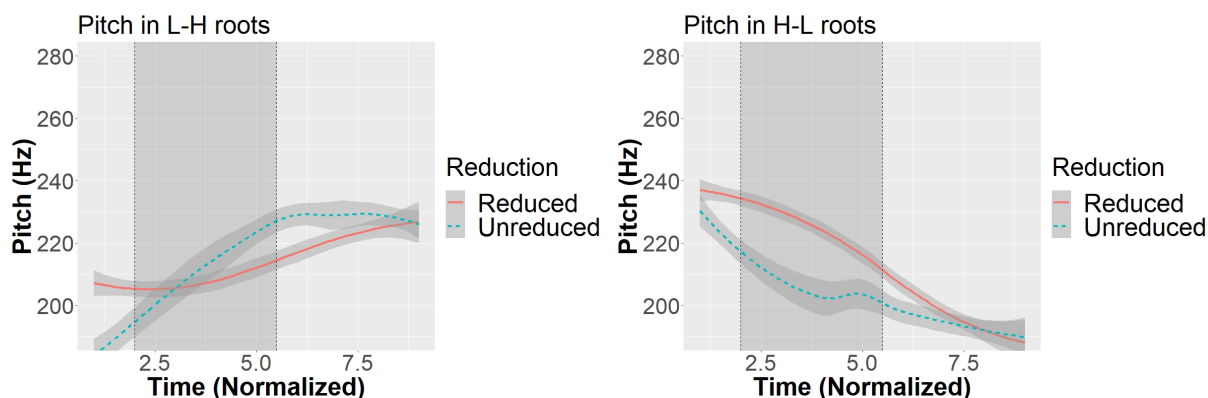 Pitch in L-H roots
280
260
240
220
200
Pitch (Hz)
2.5 5.0 7.5
Time (Normalized)
Reduction
Reduced
Unreduced
Pitch in H-L roots
280
260
240
220
200
Pitch (Hz)
2.5 5.0 7.5
Time (Normalized)
Reduction
Reduced
Unreduced